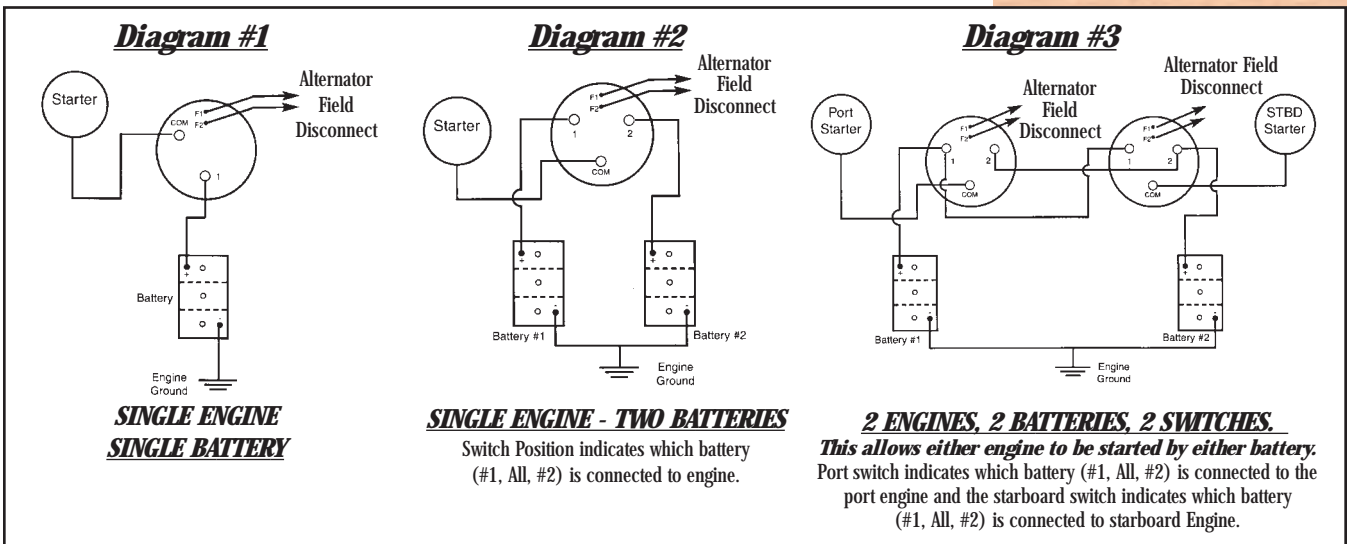 Diagram #1
Starter
COM
F1
F2
1
Alternator
Field
Disconnect
Battery
+
-
Engine
Ground
SINGLE ENGINE
SINGLE BATTERY
Diagram #2
Starter
F1
F2
1
2
COM
Alternator
Field
Disconnect
+
-
+
-
Battery #1
Battery #2
Engine
Ground
SINGLE ENGINE - TWO BATTERIES
Switch Position indicates which battery
(#1, All, #2) is connected to engine.
Diagram #3
Port
Starter
F1
F2
1
2
COM
Alternator
Field
Disconnect
Alternator Field
Disconnect
F1
F2
1
2
COM
STBD
Starter
+
-
+
-
Battery #1
Battery #2
Engine
Ground
2 ENGINES, 2 BATTERIES, 2 SWITCHES.
This allows either engine to be started by either battery.
Port switch indicates which battery (#1, All, #2) is connected to the
port engine and the starboard switch indicates which battery
(#1, All, #2) is connected to starboard Engine.